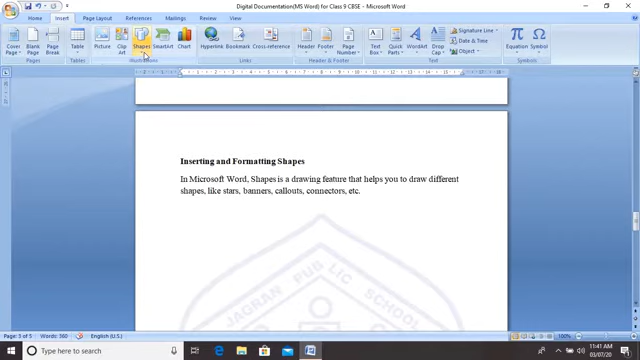 Digital Documentation(MS Word) for Class 9 CBSE - Microsoft Word
Home Insert Page Layout References Mailings Review View
Cover Page Blank Page Page Break Table Picture Clip Art Shapes SmartArt Chart Hyperlink Bookmark Cross-reference Header Footer Page Number Text Box Quick Parts WordArt Drop Cap Signature Line Date & Time Object Equation Symbol
Pages Tables Illustrations Links Header & Footer Text Symbols
Inserting and Formatting Shapes
In Microsoft Word, Shapes is a drawing feature that helps you to draw different
shapes, like stars, banners, callouts, connectors, etc.
JAGRAN PUBLIC SCHOOL
Page: 3 of 5 Words: 360 English (U.S.) 100%
Type here to search
11:41 AM
03/07/20